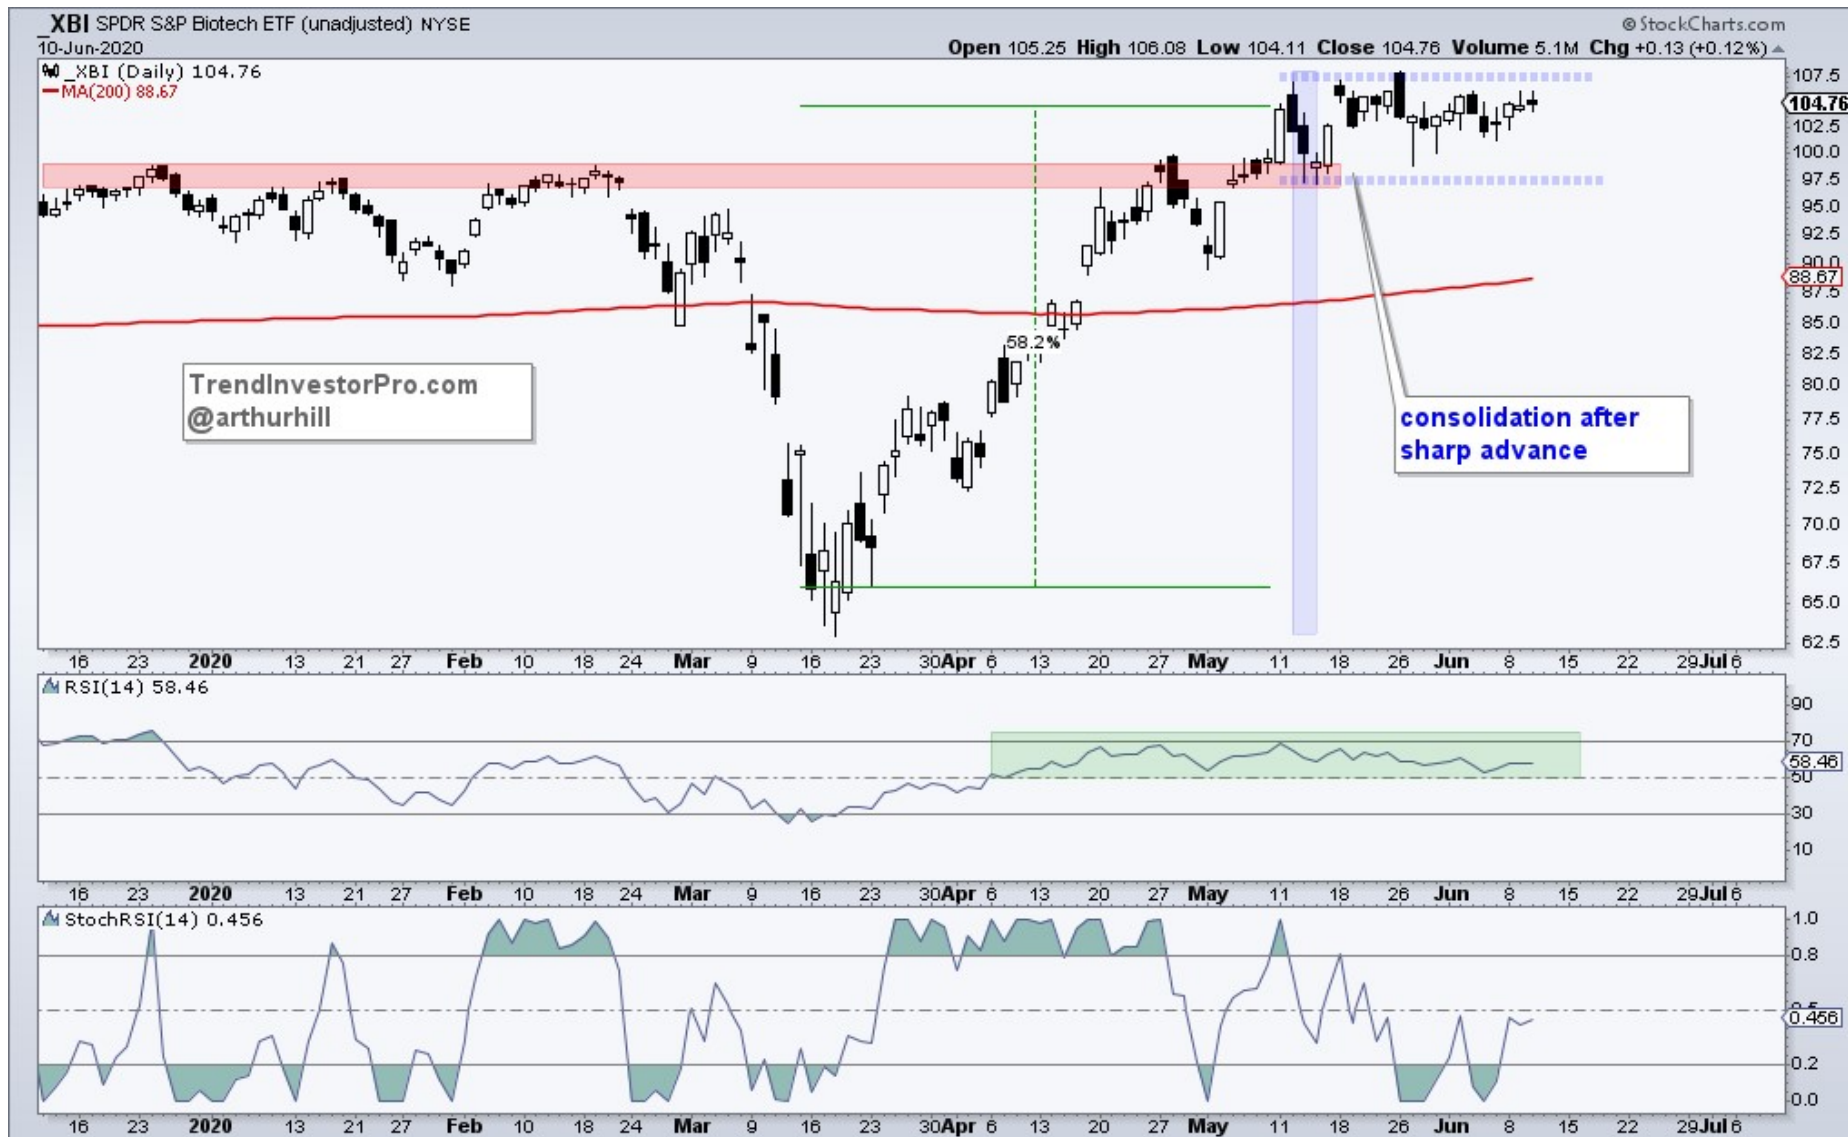 _XBI SPDR S&P Biotech ETF (unadjusted) NYSE
© StockCharts.com
10-Jun-2020
Open 105.25 High 106.08 Low 104.11 Close 104.76 Volume 5.1M Chg +0.13 (+0.12%)
_XBI (Daily) 104.76
MA(200) 88.67
107.5
104.76
102.5
100.0
97.5
95.0
92.5
90.0
88.67
87.5
85.0
82.5
80.0
77.5
75.0
72.5
70.0
67.5
65.0
62.5
58.2%
TrendInvestorPro.com
@arthurhill
consolidation after
sharp advance
16 23 2020 13 21 27 Feb 10 18 24 Mar 9 16 23 30 Apr 6 13 20 27 May 11 18 26 Jun 8 15 22 29 Jul 6
RSI(14) 58.46
90
70
58.46
50
30
10
16 23 2020 13 21 27 Feb 10 18 24 Mar 9 16 23 30 Apr 6 13 20 27 May 11 18 26 Jun 8 15 22 29 Jul 6
StochRSI(14) 0.456
1.0
0.8
0.5
0.456
0.2
0.0
16 23 2020 13 21 27 Feb 10 18 24 Mar 9 16 23 30 Apr 6 13 20 27 May 11 18 26 Jun 8 15 22 29 Jul 6